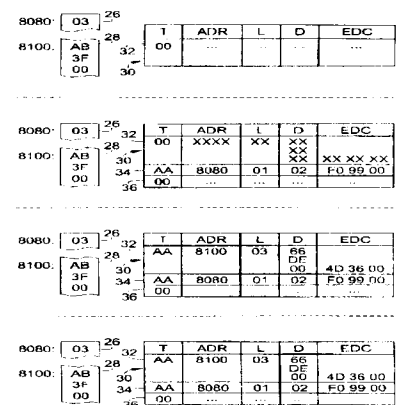 8080: 03 26
T ADR L D EDC
8100: AB 28 32 00 ... ... ... ...
3F
00 30
8080: 03 26 32 T ADR L D EDC
28 00 XXXX XX XX
XX
8100: AB 30 XX XX XX XX
3F 34 AA 8080 01 02 F0 99 00
00 36 00 ... ... ... ...
8080: 03 26 32 T ADR L D EDC
28 AA 8100 03 66
DE
8100: AB 30 00 4D 36 00
3F 34 AA 8080 01 02 F0 99 00
00 36 00 ... ... ... ...
8080: 03 26 32 T ADR L D EDC
28 AA 8100 03 66
DE
8100: AB 30 00 4D 36 00
3F 34 AA 8080 01 02 F0 99 00
00 36 00 ... ... ... ...